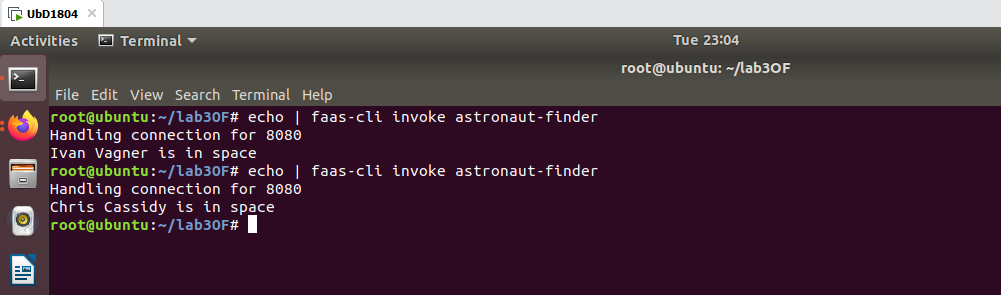 UbD1804 ×
Activities Terminal Tue 23:04
root@ubuntu: ~/lab3OF
File Edit View Search Terminal Help
root@ubuntu:~/lab3OF# echo | faas-cli invoke astronaut-finder
Handling connection for 8080
Ivan Vagner is in space
root@ubuntu:~/lab3OF# echo | faas-cli invoke astronaut-finder
Handling connection for 8080
Chris Cassidy is in space
root@ubuntu:~/lab3OF#